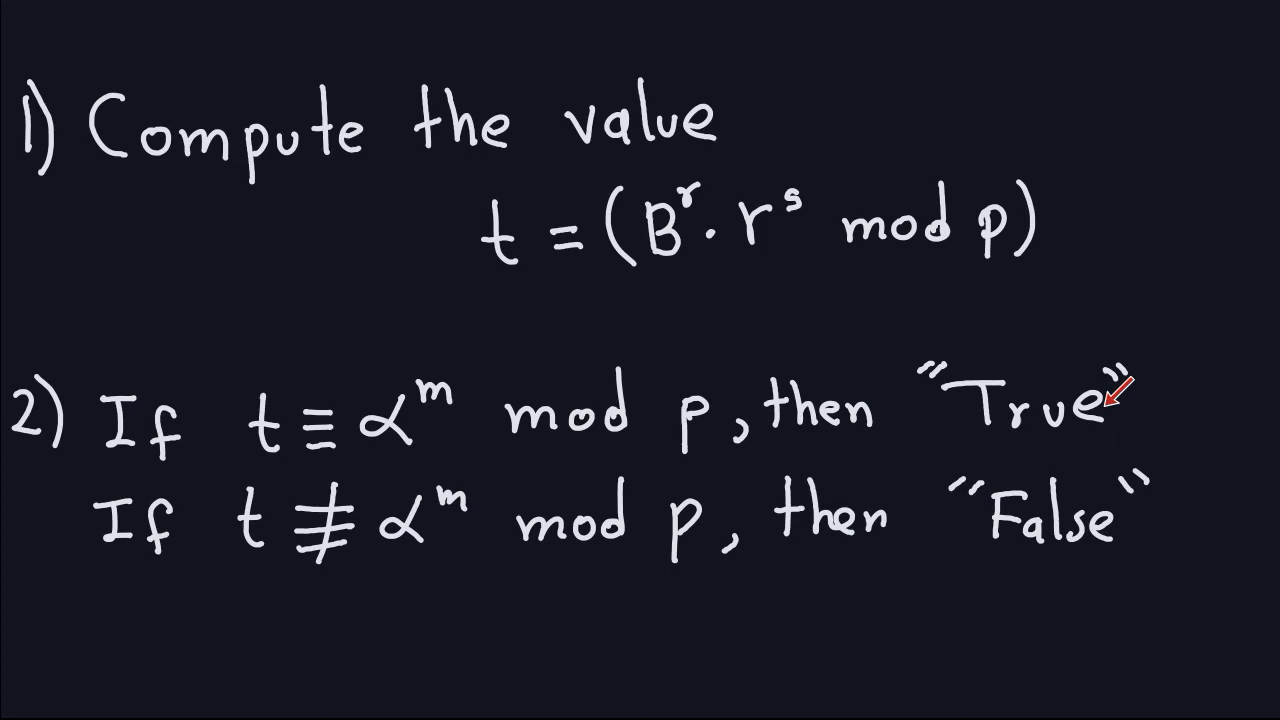 1) Compute the value
t = (B^r · r^s mod p)
2) If t ≡ α^m mod p, then "True"
If t ≢ α^m mod p, then "False"